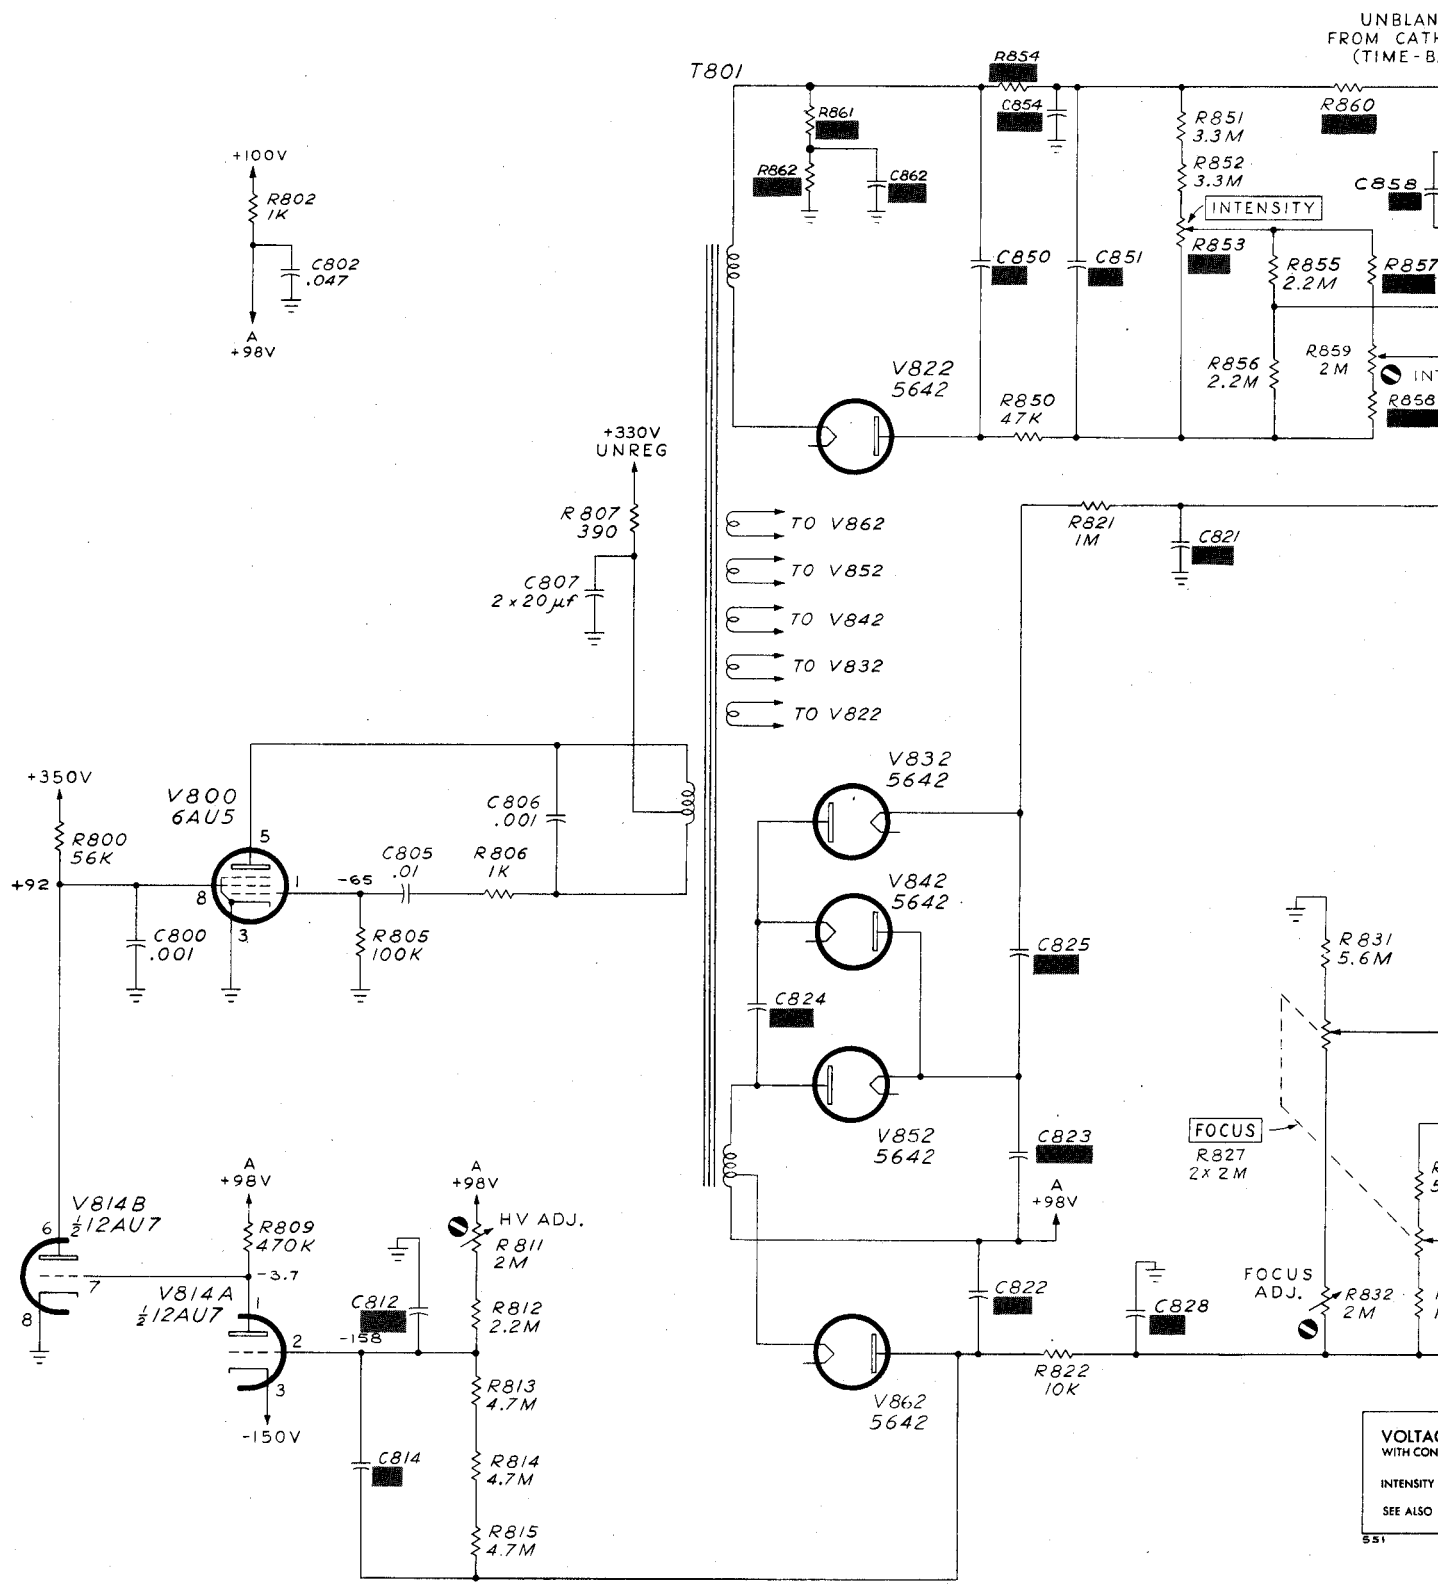 UNBLAN
FROM CATH
(TIME-B
T801
R854
C854
R861
R862
C862
R860
R851
3.3M
R852
3.3M
INTENSITY
R853
C858
+100V
R802
1K
C802
.047
A
+98V
C850
C851
R855
2.2M
R857
R856
2.2M
R859
2M
INT
R858
V822
5642
R850
47K
+330V
UNREG
R807
390
C807
2 x 20 µf
TO V862
TO V852
TO V842
TO V832
TO V822
R821
1M
C821
+350V
R800
56K
+92
V800
6AU5
5
8
1
3
-65
C800
.001
R805
100K
C805
.01
R806
1K
C806
.001
V832
5642
V842
5642
C825
C824
V852
5642
C823
A
+98V
R831
5.6M
FOCUS
R827
2 x 2M
R
5
FOCUS
ADJ.
R832
2M
V814B
½12AU7
6
7
8
A
+98V
R809
470K
-3.7
V814A
½12AU7
1
2
3
-150V
-158
A
+98V
HV ADJ.
R811
2M
C812
R812
2.2M
R813
4.7M
C814
R814
4.7M
R815
4.7M
C822
C828
R822
10K
V862
5642
VOLTAG
WITH CON
INTENSITY
SEE ALSO
551